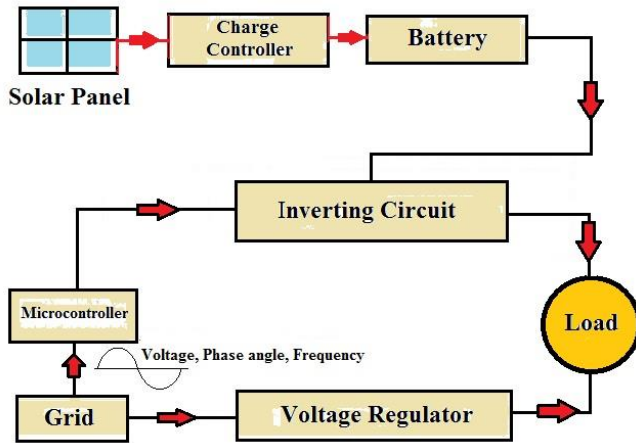 Solar Panel
Charge
Controller
Battery
Inverting Circuit
Microcontroller
Voltage, Phase angle, Frequency
Load
Grid
Voltage Regulator